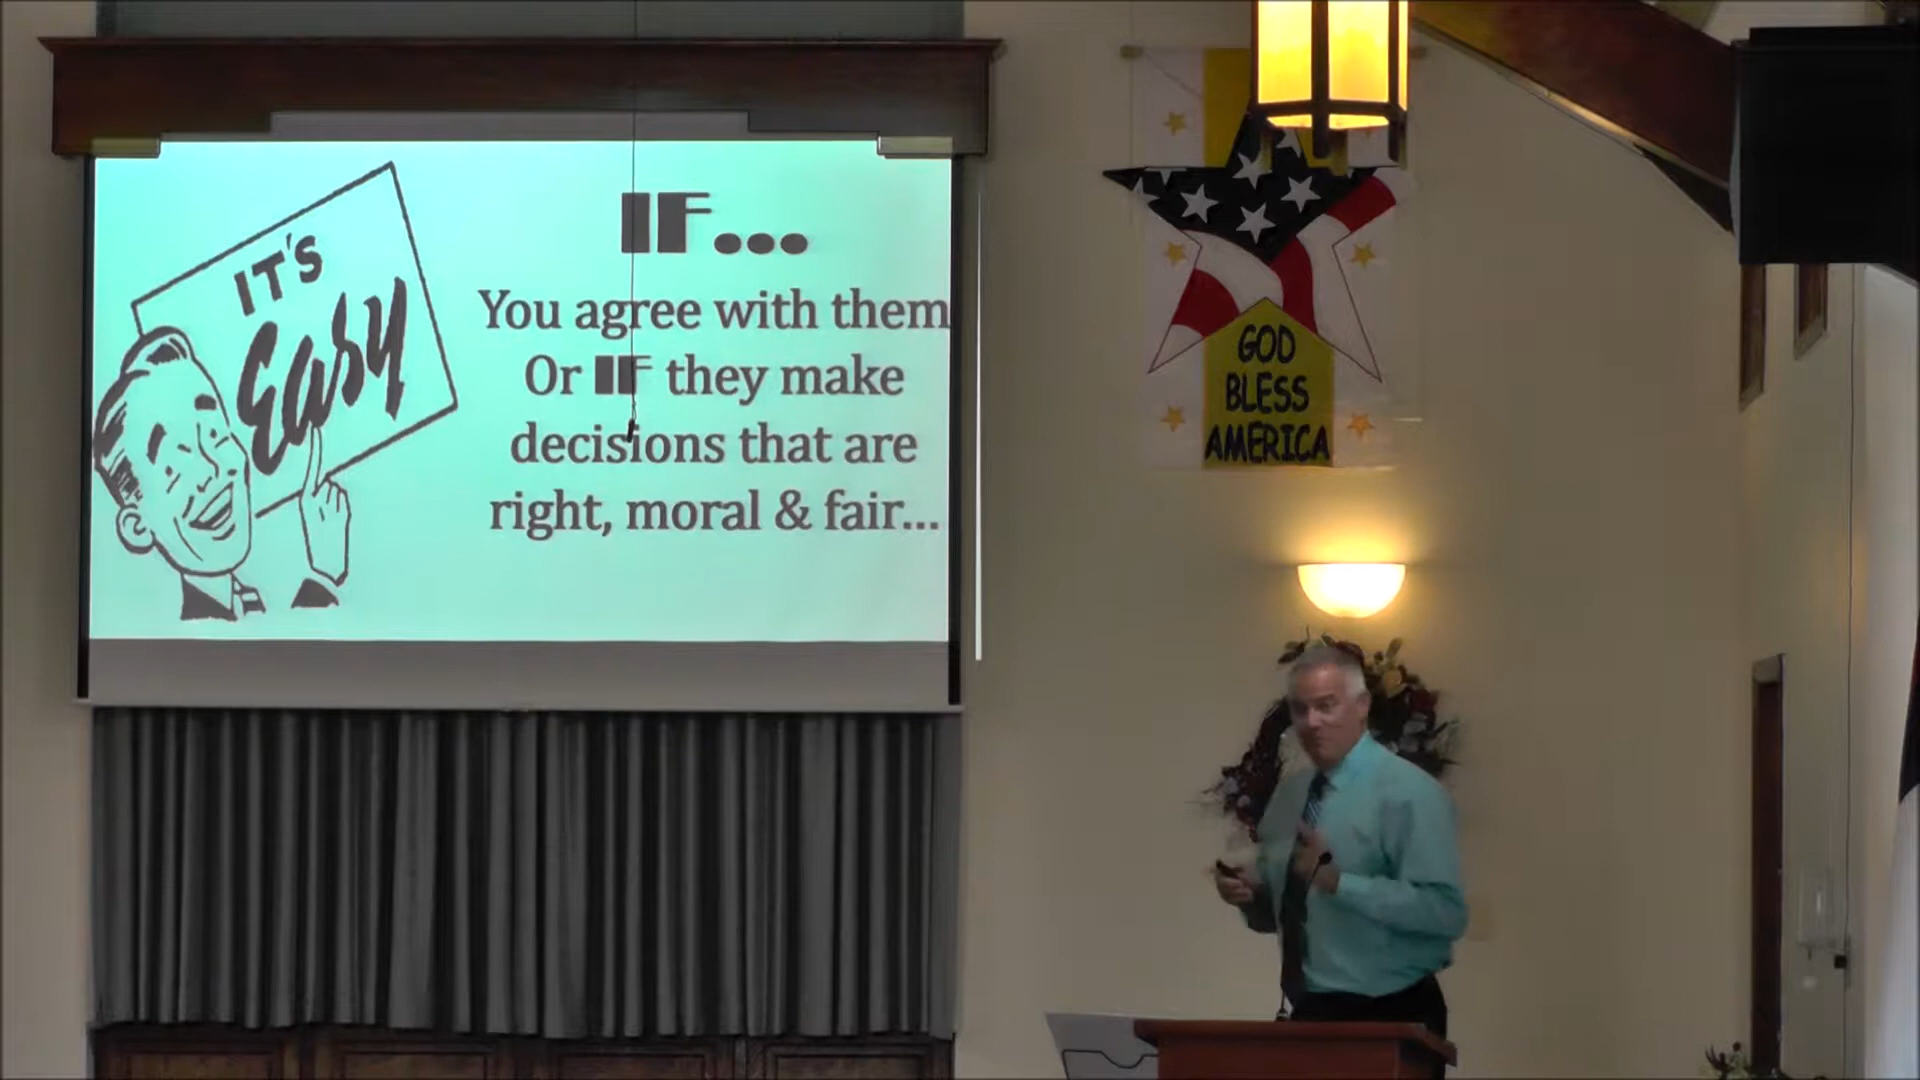 IT'S
Easy
IF...
You agree with them
Or IF they make
decisions that are
right, moral & fair...
GOD
BLESS
AMERICA